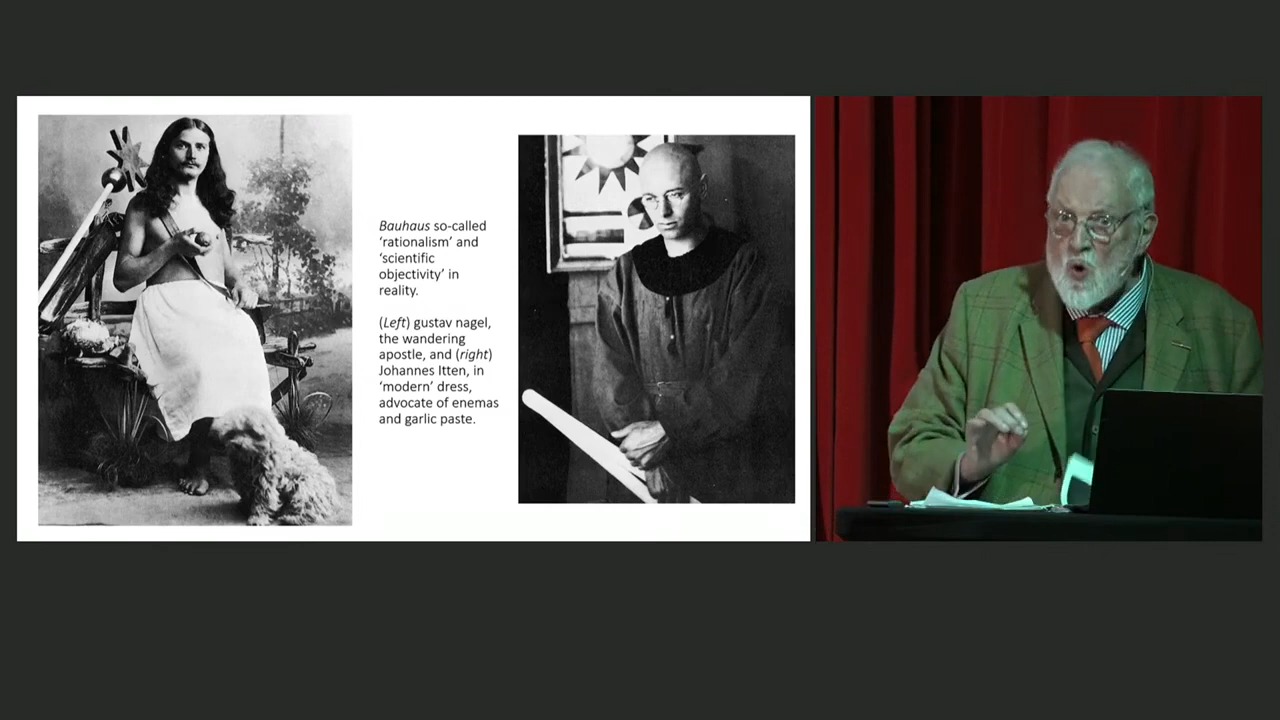 Bauhaus so-called
‘rationalism’ and
‘scientific
objectivity’ in
reality.
(Left) gustav nagel,
the wandering
apostle, and (right)
Johannes Itten, in
‘modern’ dress,
advocate of enemas
and garlic paste.